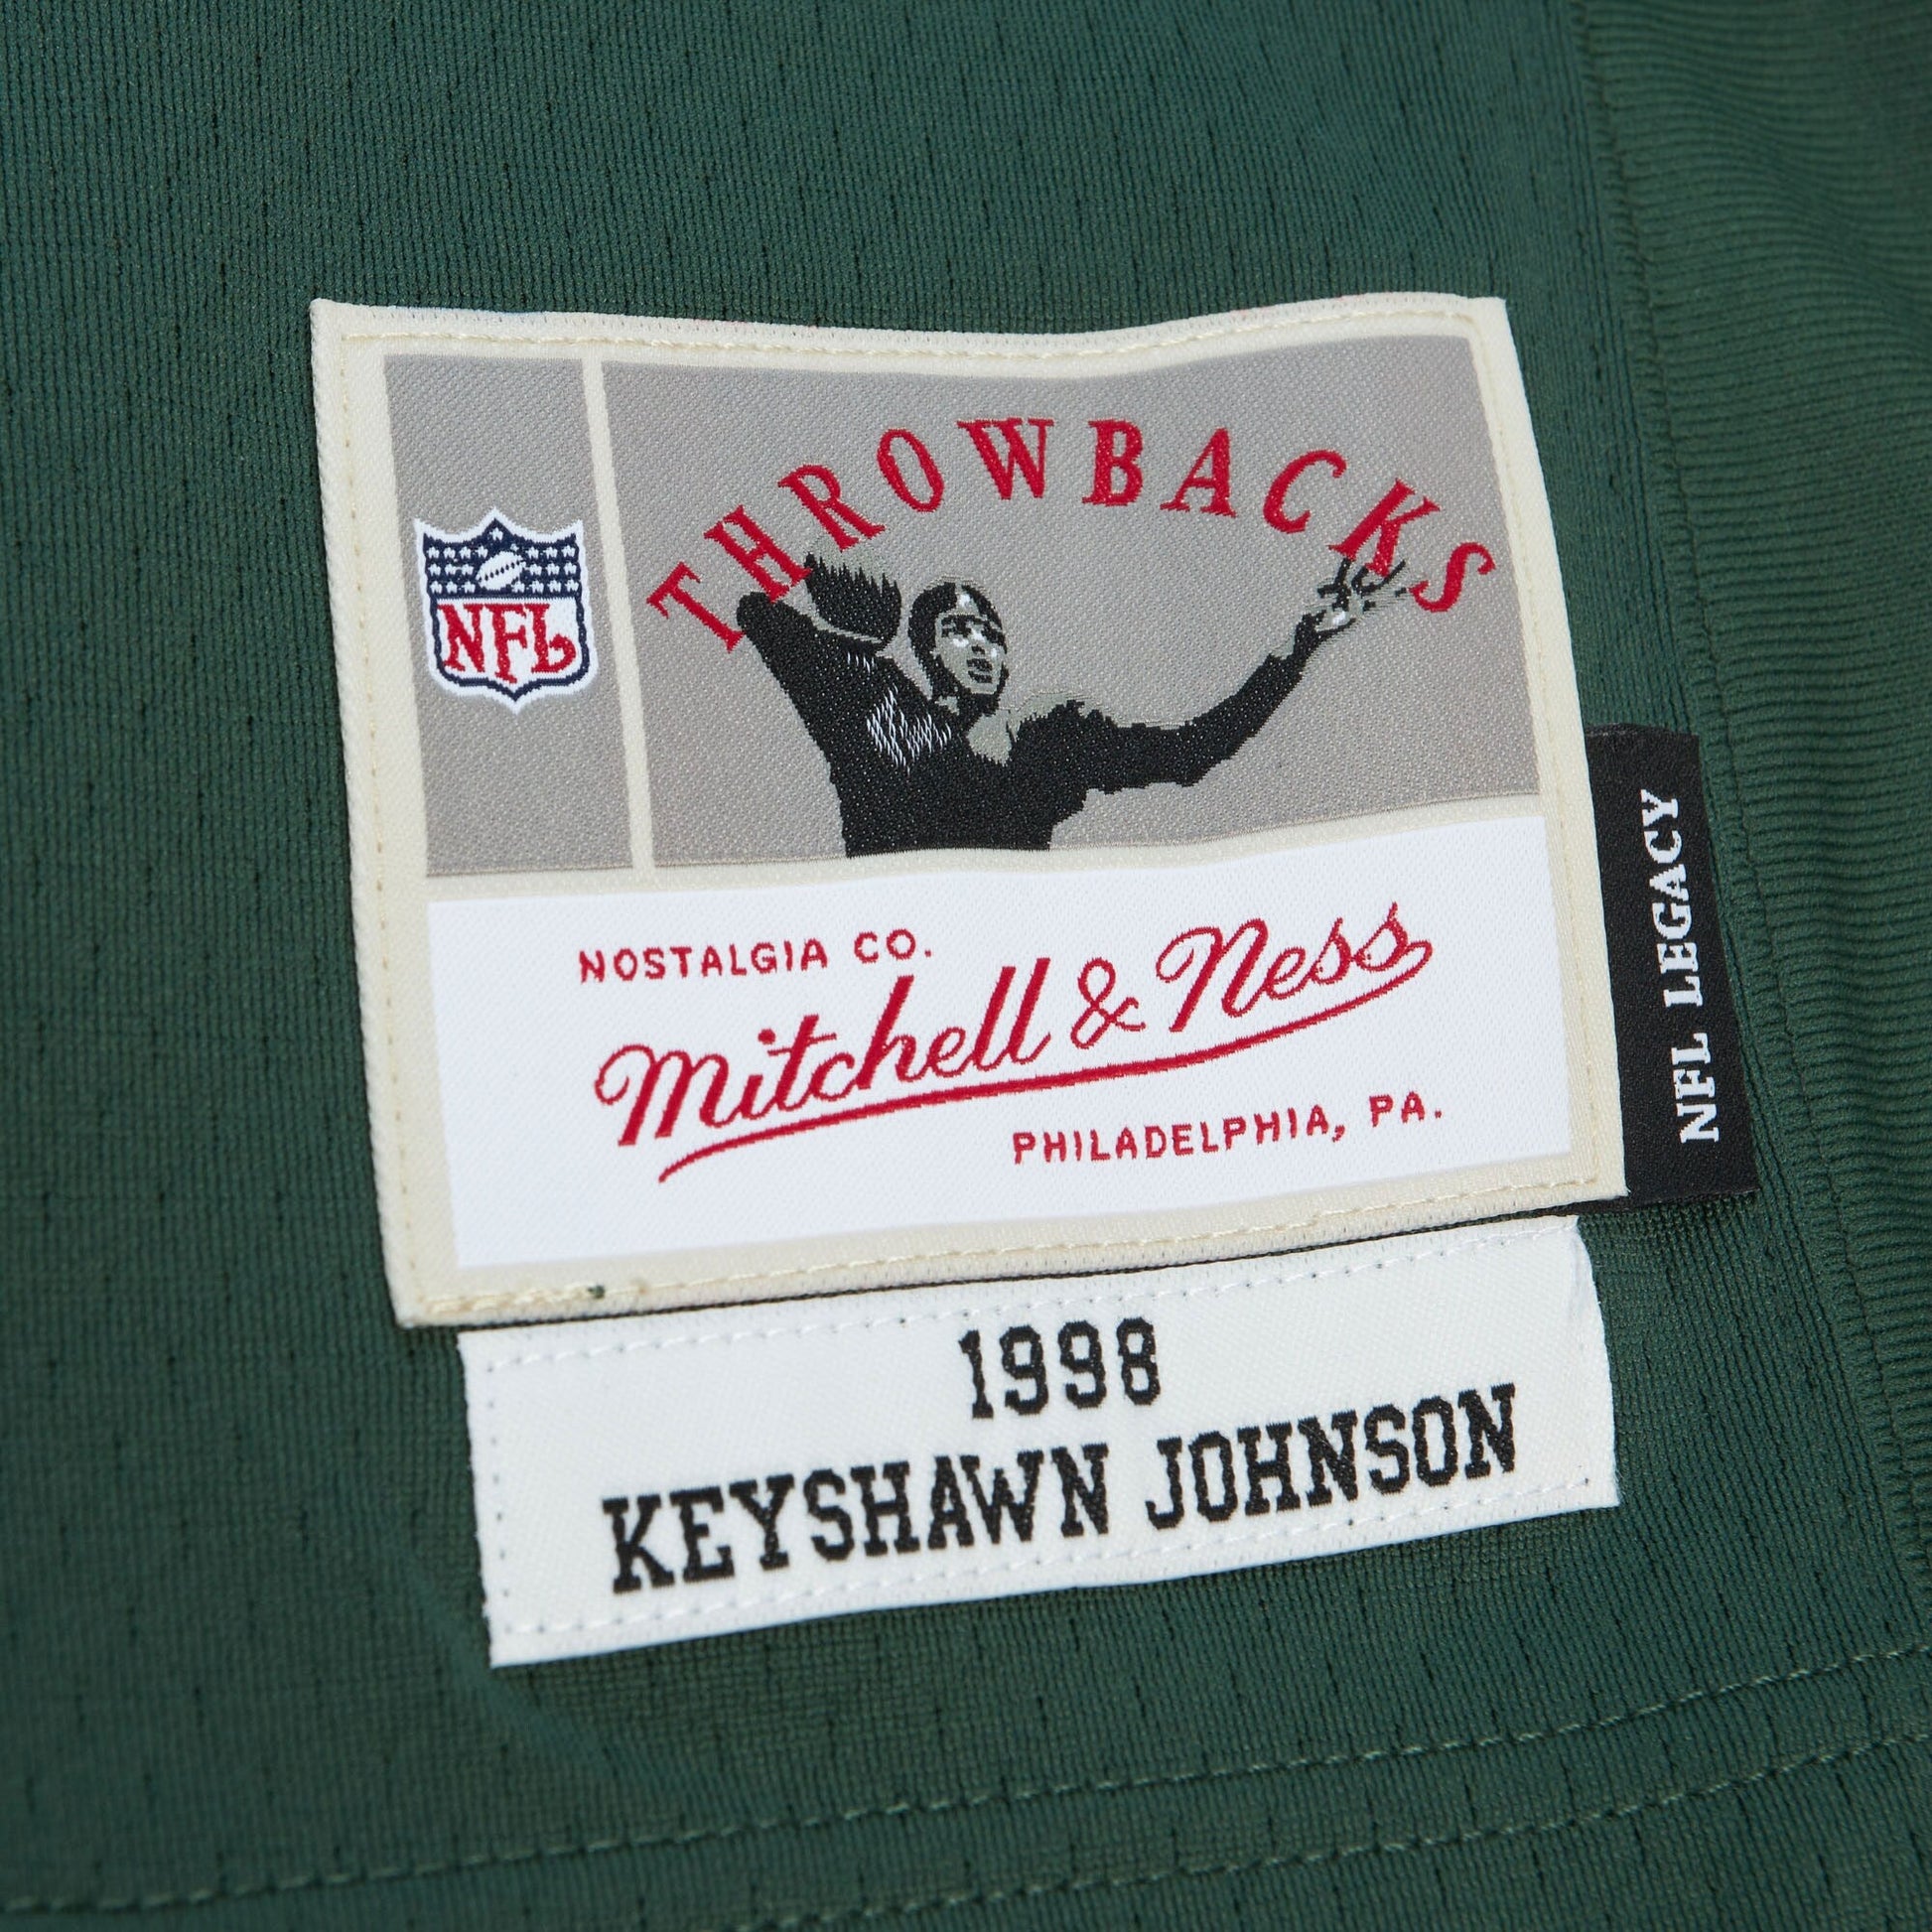 THROWBACKS
NFL
NOSTALGIA CO.
Mitchell & Ness
PHILADELPHIA, PA.
NFL LEGACY
1998
KEYSHAWN JOHNSON